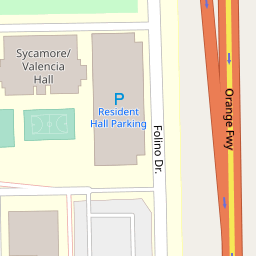 Sycamore/
Valencia
Hall
P
Resident
Hall Parking
Folino Dr.
Orange Fwy